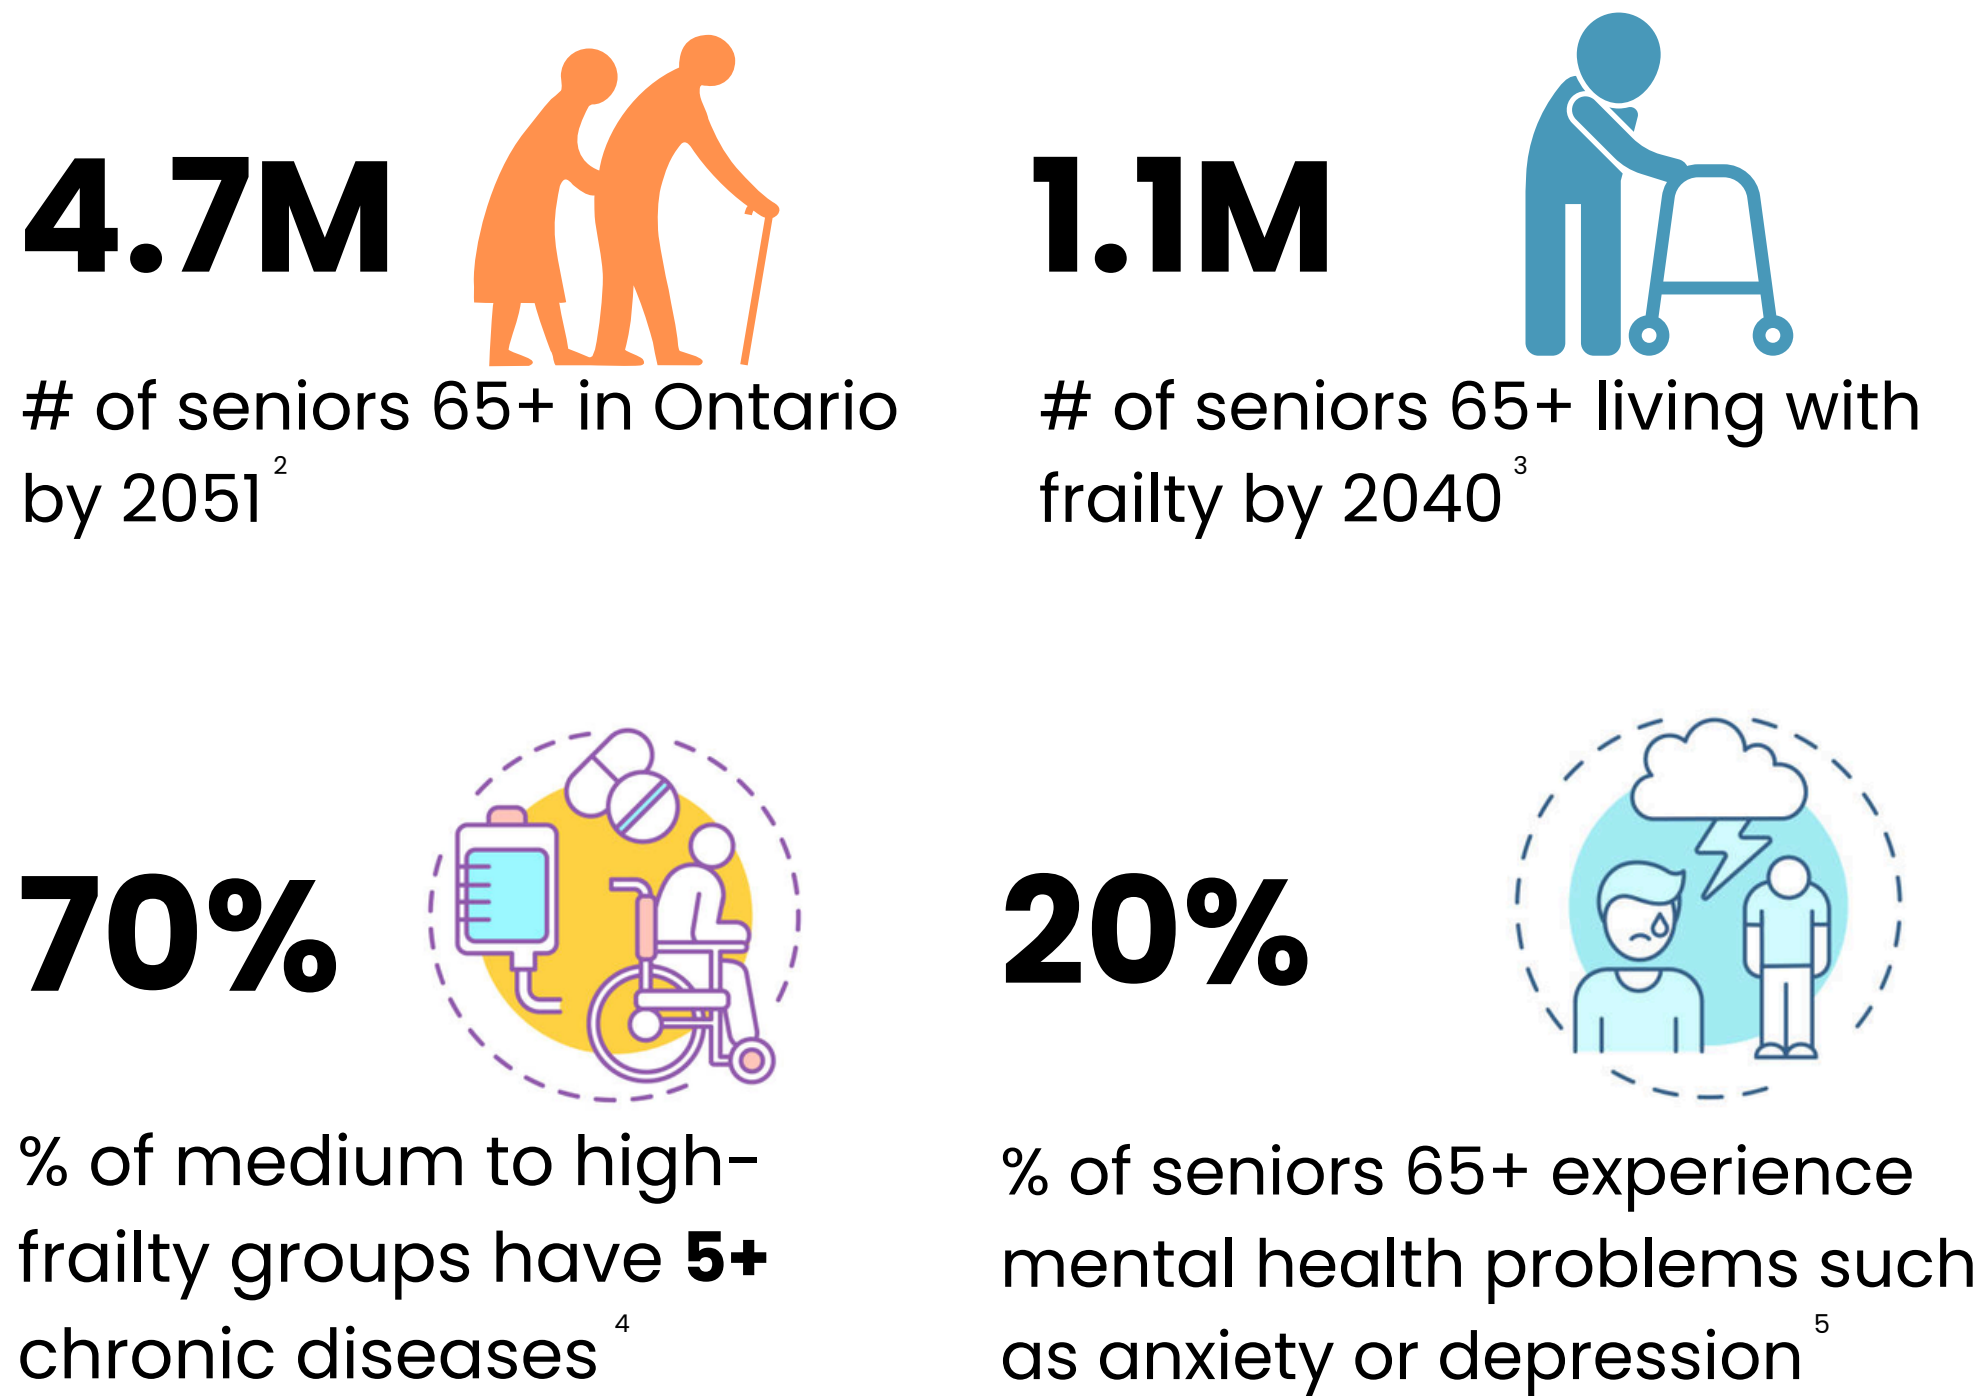 4.7M
# of seniors 65+ in Ontario
by 2051 2
1.1M
# of seniors 65+ living with
frailty by 2040 3
70%
% of medium to high-
frailty groups have 5+
chronic diseases 4
20%
% of seniors 65+ experience
mental health problems such
as anxiety or depression 5